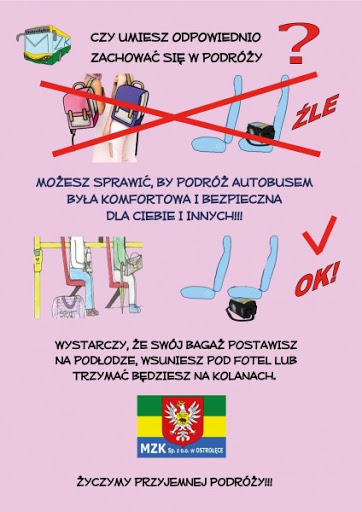 MZK
CZY UMIESZ ODPOWIEDNIO
ZACHOWAĆ SIĘ W PODRÓŻY ?
ŹLE
MOŻESZ SPRAWIĆ, BY PODRÓŻ AUTOBUSEM
BYŁA KOMFORTOWA I BEZPIECZNA
DLA CIEBIE I INNYCH!!!
OK!
SPORT
WYSTARCZY, ŻE SWÓJ BAGAŻ POSTAWISZ
NA PODŁODZE, WSUNIESZ POD FOTEL LUB
TRZYMAĆ BĘDZIESZ NA KOLANACH.
MZK Sp. z o.o. w OSTROŁĘCE
ŻYCZYMY PRZYJEMNEJ PODRÓŻY!!!